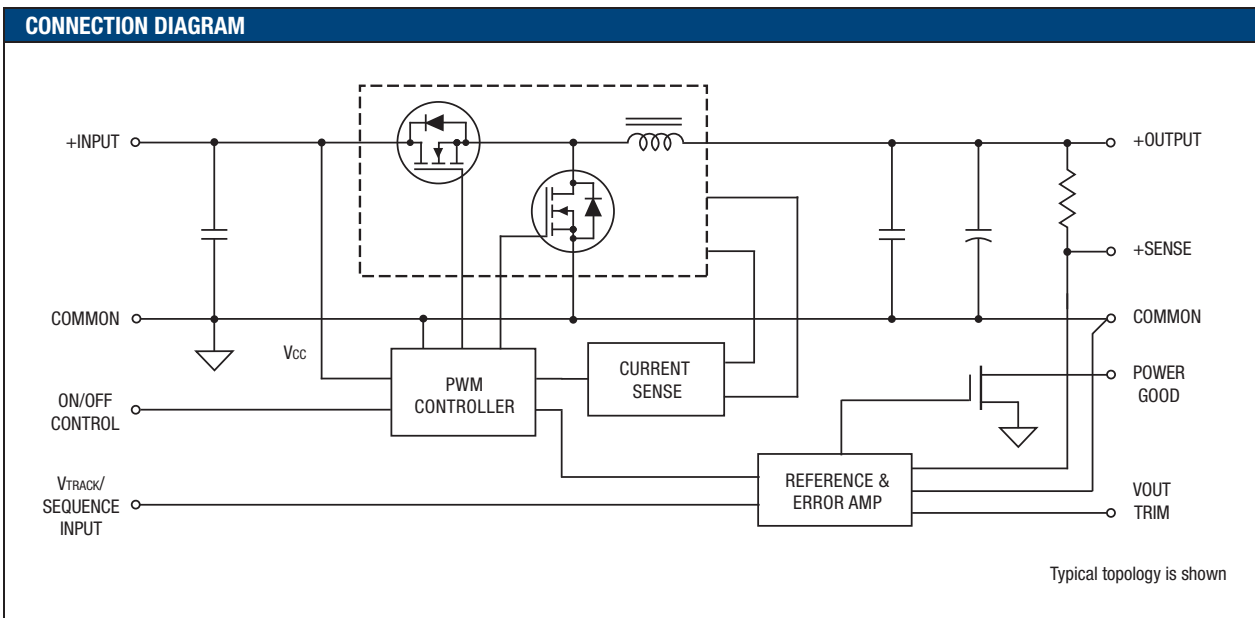 CONNECTION DIAGRAM
+INPUT
+OUTPUT
+SENSE
COMMON
COMMON
VCC
PWM
CONTROLLER
CURRENT
SENSE
POWER
GOOD
ON/OFF
CONTROL
VTRACK/
SEQUENCE
INPUT
REFERENCE &
ERROR AMP
VOUT
TRIM
Typical topology is shown